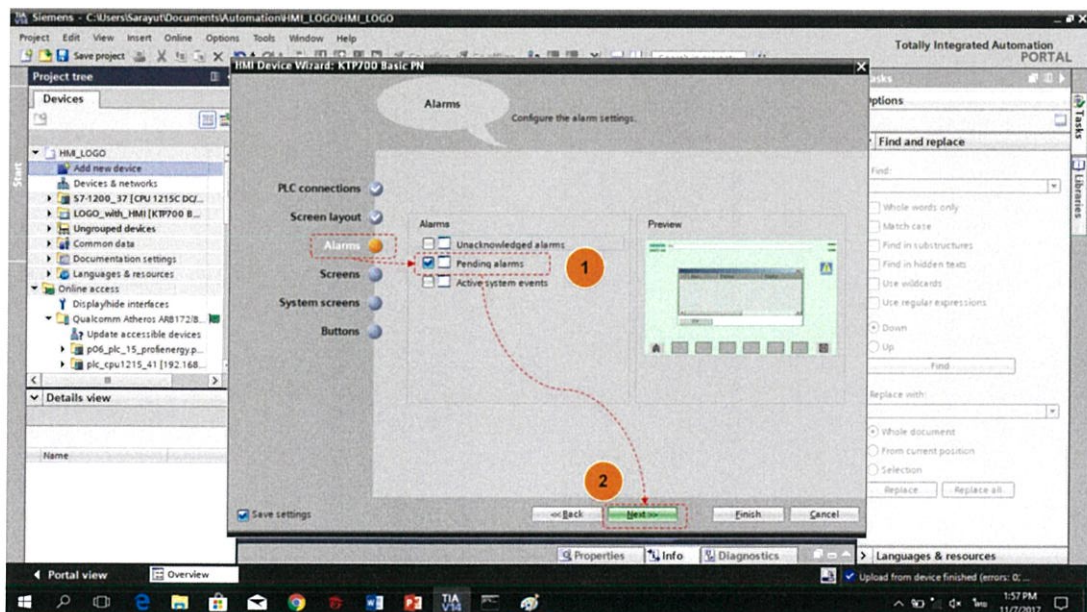 Siemens - C:\Users\Sarayut\Documents\Automation\HMI_LOGO\HMI_LOGO
Project Edit View Insert Online Options Tools Window Help
Save project
Totally Integrated Automation
PORTAL
Project tree
Devices
Start
HMI_LOGO
Add new device
Devices & networks
S7-1200_37 [CPU 1215C DC/...
LOGO_with_HMI [KTP700 B...
Ungrouped devices
Common data
Documentation settings
Languages & resources
Online access
Display/hide interfaces
Qualcomm Atheros AR8172/8...
Update accessible devices
p06_plc_15_profienergy.p...
plc_cpu1215_41 [192.168...
Details view
Name
HMI Device Wizard: KTP700 Basic PN
Alarms
Configure the alarm settings.
PLC connections
Screen layout
Alarms
Screens
System screens
Buttons
Alarms
Unacknowledged alarms
Pending alarms
Active system events
1
Preview
2
Save settings
<< Back
Next >>
Finish
Cancel
Tasks
Options
Find and replace
Find:
Whole words only
Match case
Find in substructures
Find in hidden texts
Use wildcards
Use regular expressions
Down
Up
Find
Replace with:
Whole document
From current position
Selection
Replace Replace all
Languages & resources
Tasks
Libraries
Properties Info Diagnostics
Portal view Overview
Upload from device finished (errors: 0; ...
TIA V14
1:57 PM
11/7/2017